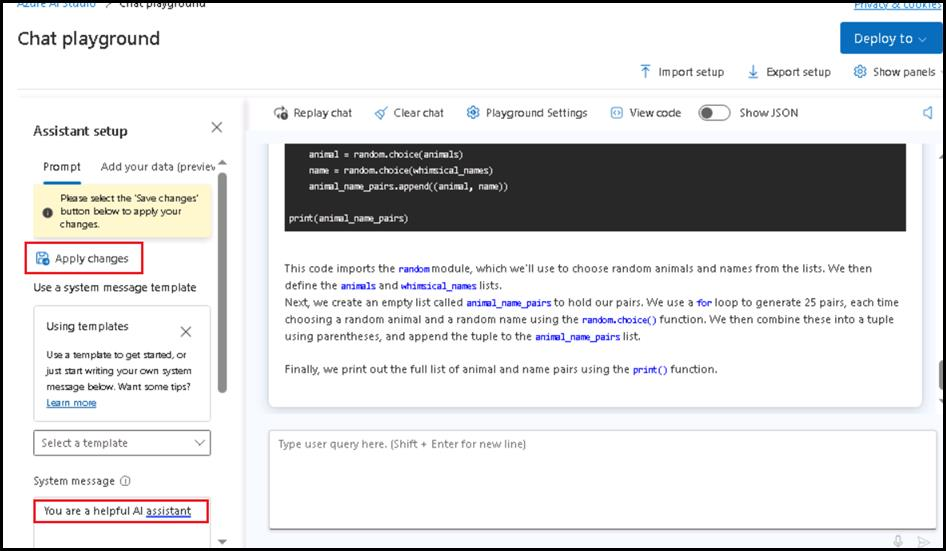 Azure AI Studio > Chat playground
Privacy & cookies
Chat playground
Deploy to
Import setup
Export setup
Show panels
Assistant setup
Replay chat
Clear chat
Playground Settings
View code
Show JSON
Prompt
Add your data (preview
Please select the 'Save changes'
button below to apply your
changes.
Apply changes
Use a system message template
Using templates
Use a template to get started, or
just start writing your own system
message below. Want some tips?
Learn more
Select a template
System message
You are a helpful AI assistant
animal = random.choice(animals)
name = random.choice(whimsical_names)
animal_name_pairs.append((animal, name))
print(animal_name_pairs)
This code imports the random module, which we'll use to choose random animals and names from the lists. We then
define the animals and whimsical_names lists.
Next, we create an empty list called animal_name_pairs to hold our pairs. We use a for loop to generate 25 pairs, each time
choosing a random animal and a random name using the random.choice() function. We then combine these into a tuple
using parentheses, and append the tuple to the animal_name_pairs list.
Finally, we print out the full list of animal and name pairs using the print() function.
Type user query here. (Shift + Enter for new line)